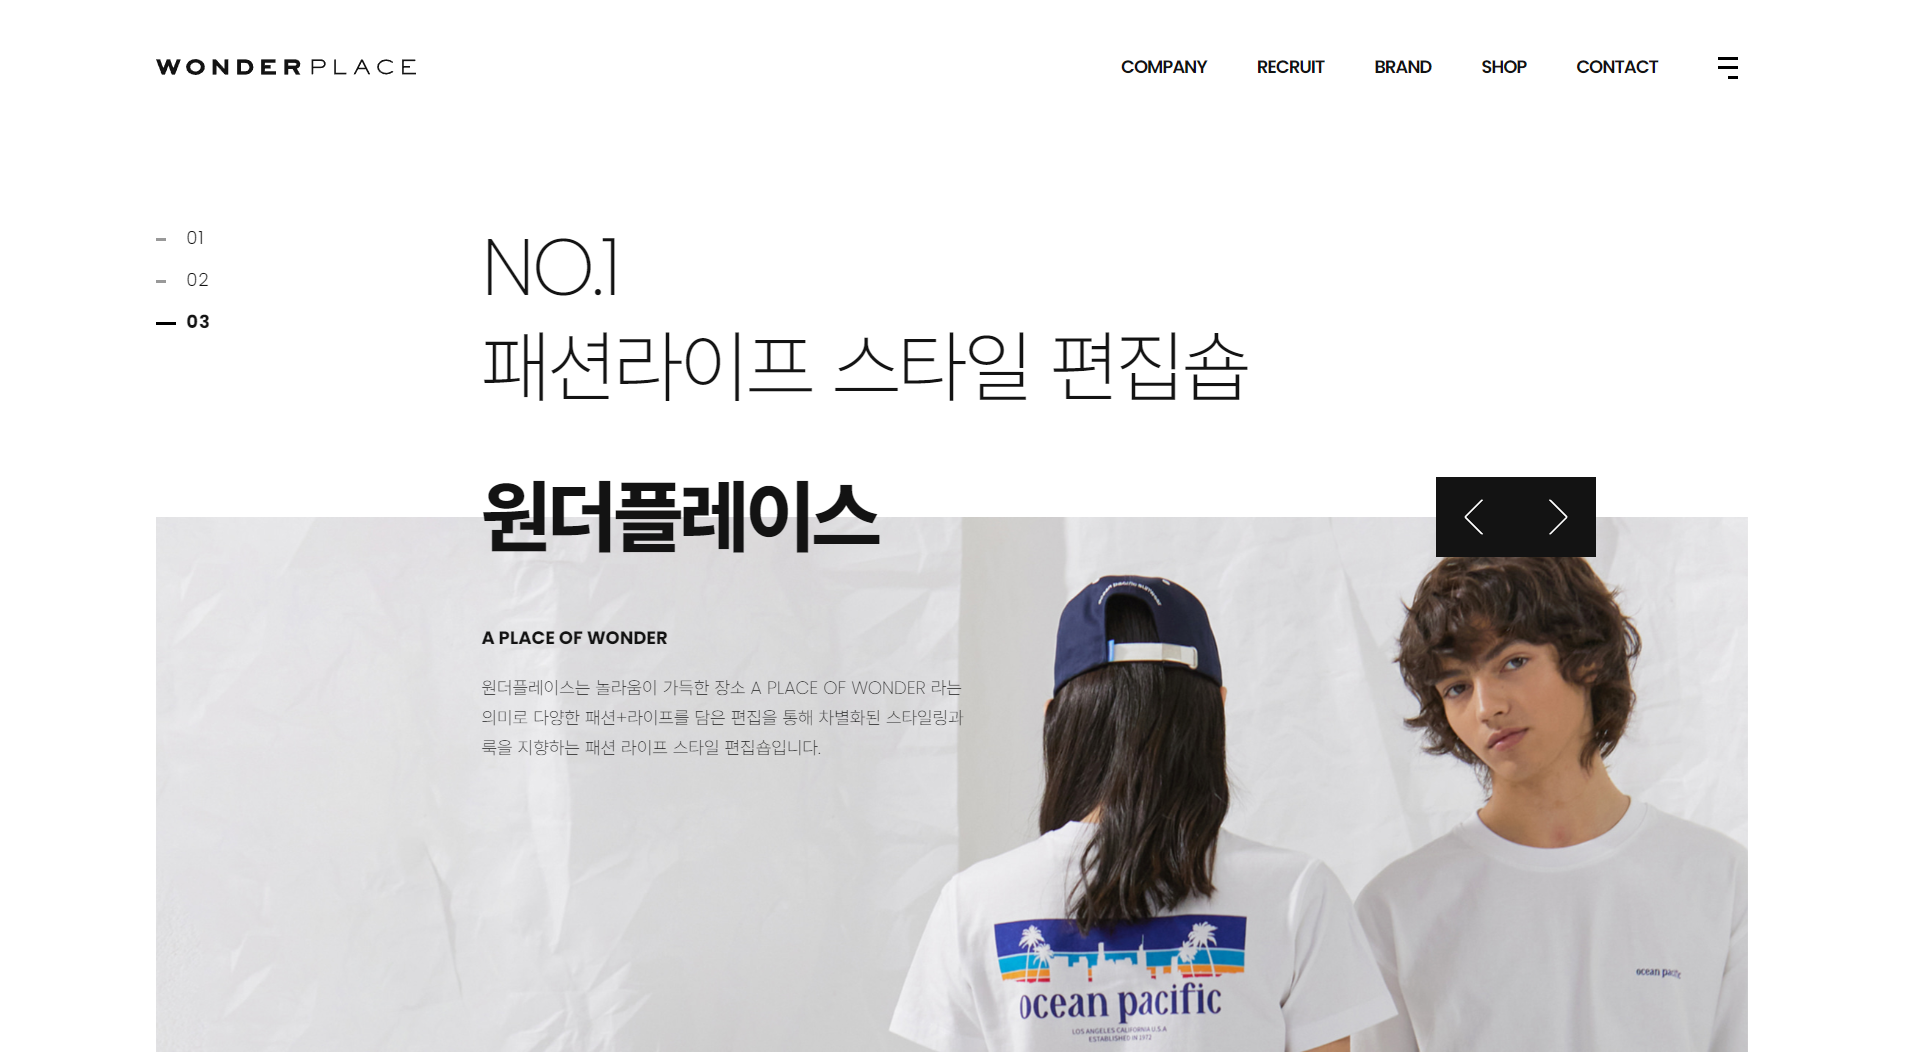 WONDERPLACE
COMPANY RECRUIT BRAND SHOP CONTACT
01
02
03
NO.1
패션라이프 스타일 편집숍
원더플레이스
A PLACE OF WONDER
원더플레이스는 놀라움이 가득한 장소 A PLACE OF WONDER 라는
의미로 다양한 패션+라이프를 담은 편집을 통해 차별화된 스타일링과
룩을 지향하는 패션 라이프 스타일 편집숍입니다.
ocean pacific
LOS ANGELES CALIFORNIA U.S.A
ESTABLISHED IN 1972
ocean pacific